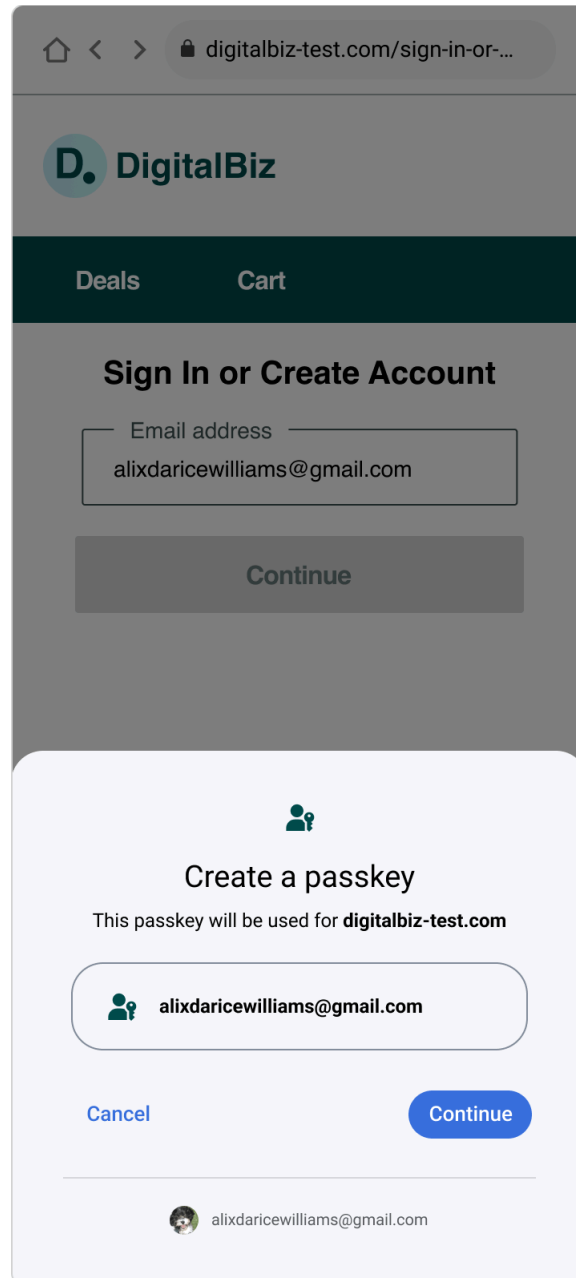 digitalbiz-test.com/sign-in-or-...
D. DigitalBiz
Deals Cart
Sign In or Create Account
Email address
alixdaricewilliams@gmail.com
Continue
Create a passkey
This passkey will be used for digitalbiz-test.com
alixdaricewilliams@gmail.com
Cancel Continue
alixdaricewilliams@gmail.com